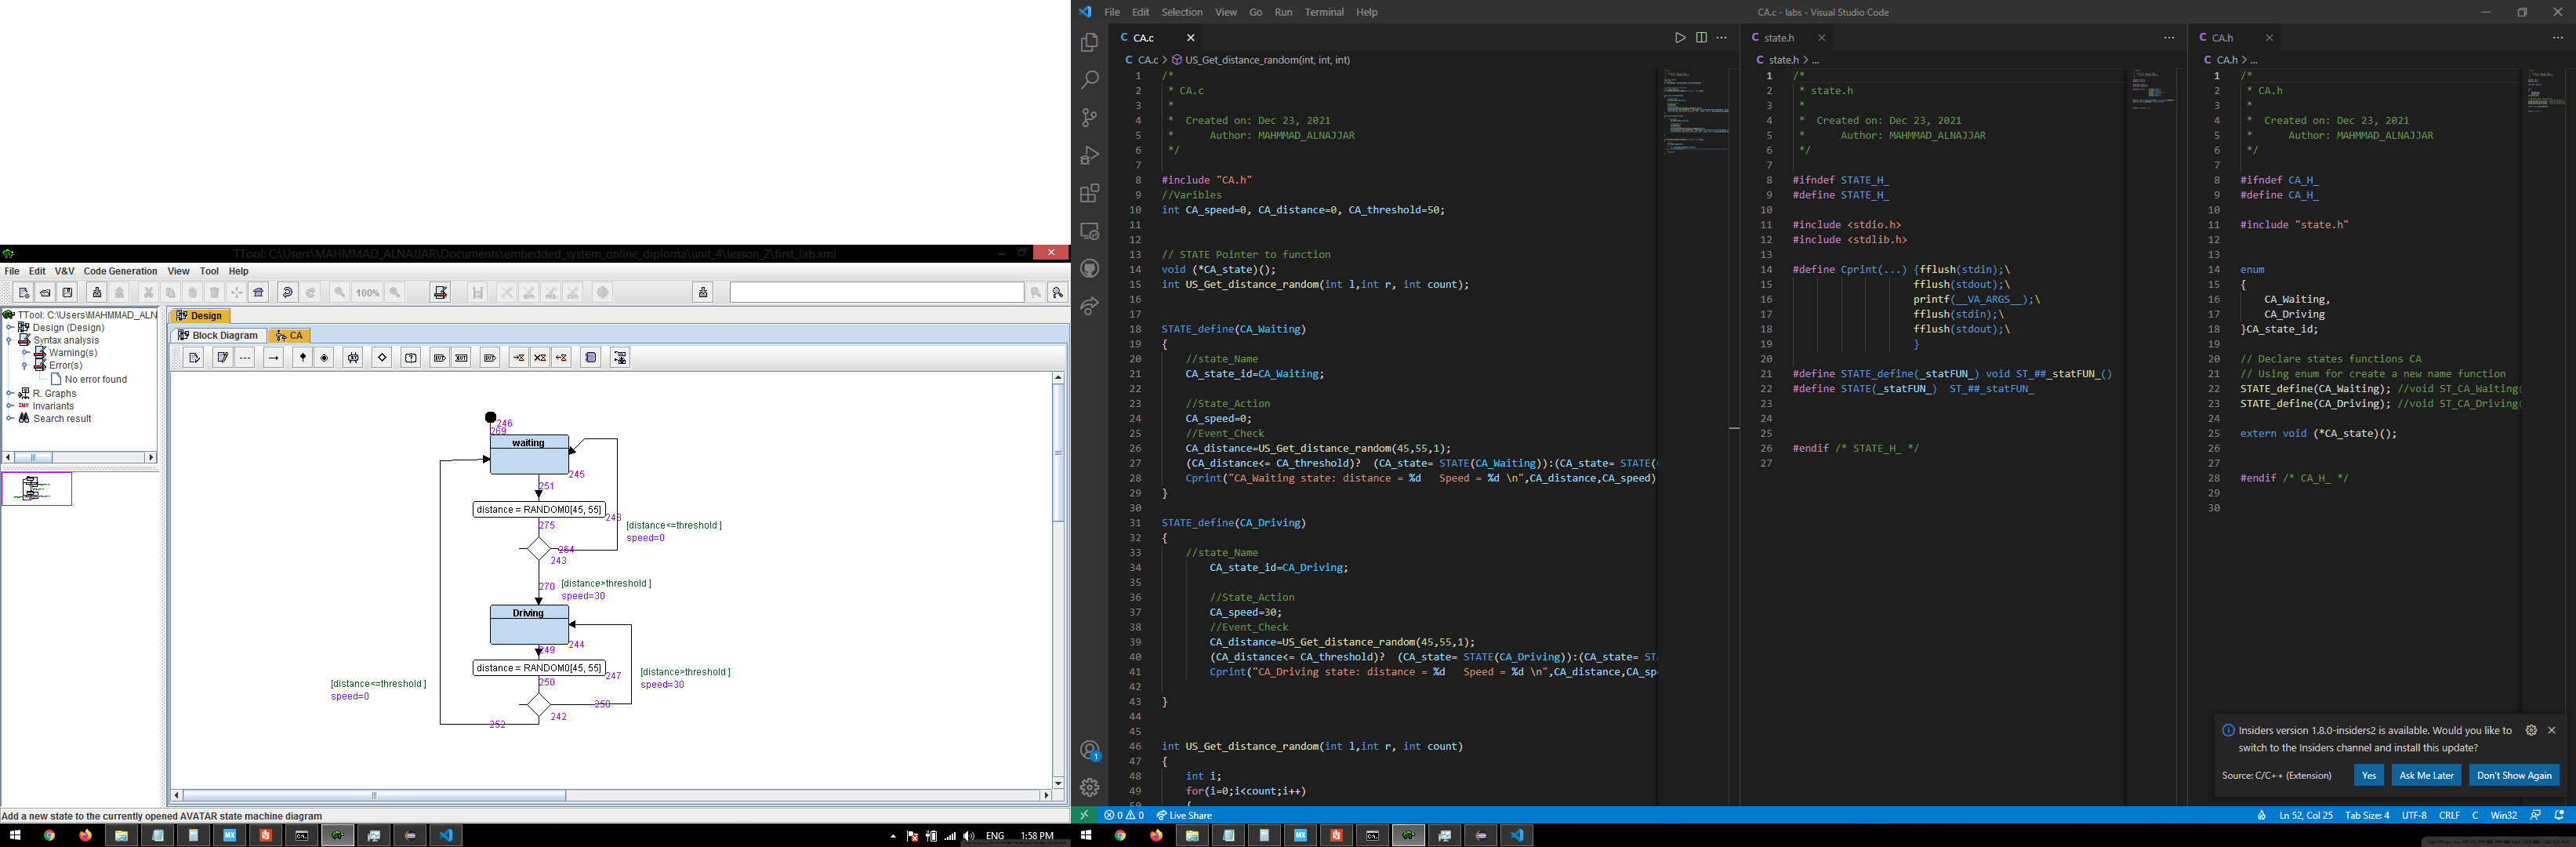 TTool: C:\Users\MAHMMAD_ALNAJJAR\Documents\embedded_system_online_diploma\unit_4\lesson_2\first_lab.xml
File Edit V&V Code Generation View Tool Help
100%
TTool: C:\Users\MAHMMAD_ALN
Design (Design)
Syntax analysis
Warning(s)
Error(s)
No error found
R. Graphs
Invariants
Search result
Design
Block Diagram CA
246
269
waiting
245
251
distance = RANDOM0[45, 55]
248
275
[distance<=threshold ]
speed=0
264
243
270
[distance>threshold ]
speed=30
Driving
244
249
distance = RANDOM0[45, 55]
247
250
[distance>threshold ]
speed=30
[distance<=threshold ]
speed=0
250
242
252
Add a new state to the currently opened AVATAR state machine diagram
ENG 1:58 PM
File Edit Selection View Go Run Terminal Help
CA.c - labs - Visual Studio Code
CA.c
CA.c > US_Get_distance_random(int, int, int)
1 /*
2 * CA.c
3 *
4 * Created on: Dec 23, 2021
5 * Author: MAHMMAD_ALNAJJAR
6 */
7
8 #include "CA.h"
9 //Varibles
10 int CA_speed=0, CA_distance=0, CA_threshold=50;
11
12
13 // STATE Pointer to function
14 void (*CA_state)();
15 int US_Get_distance_random(int l,int r, int count);
16
17
18 STATE_define(CA_Waiting)
19 {
20 //state_Name
21 CA_state_id=CA_Waiting;
22
23 //State_Action
24 CA_speed=0;
25 //Event_Check
26 CA_distance=US_Get_distance_random(45,55,1);
27 (CA_distance<= CA_threshold)? (CA_state= STATE(CA_Waiting)):(CA_state= STATE(
28 Cprint("CA_Waiting state: distance = %d Speed = %d \n",CA_distance,CA_speed)
29 }
30
31 STATE_define(CA_Driving)
32 {
33 //state_Name
34 CA_state_id=CA_Driving;
35
36 //State_Action
37 CA_speed=30;
38 //Event_Check
39 CA_distance=US_Get_distance_random(45,55,1);
40 (CA_distance<= CA_threshold)? (CA_state= STATE(CA_Driving)):(CA_state= ST
41 Cprint("CA_Driving state: distance = %d Speed = %d \n",CA_distance,CA_sp
42
43 }
44
45
46 int US_Get_distance_random(int l,int r, int count)
47 {
48 int i;
49 for(i=0;i<count;i++)
50 {
state.h
state.h > ...
1 /*
2 * state.h
3 *
4 * Created on: Dec 23, 2021
5 * Author: MAHMMAD_ALNAJJAR
6 */
7
8 #ifndef STATE_H_
9 #define STATE_H_
10
11 #include <stdio.h>
12 #include <stdlib.h>
13
14 #define Cprint(...) {fflush(stdin);\
15 fflush(stdout);\
16 printf(__VA_ARGS__);\
17 fflush(stdin);\
18 fflush(stdout);\
19 }
20
21 #define STATE_define(_statFUN_) void ST_##_statFUN_()
22 #define STATE(_statFUN_) ST_##_statFUN_
23
24
25
26 #endif /* STATE_H_ */
27
CA.h
CA.h > ...
1 /*
2 * CA.h
3 *
4 * Created on: Dec 23, 2021
5 * Author: MAHMMAD_ALNAJJAR
6 */
7
8 #ifndef CA_H_
9 #define CA_H_
10
11 #include "state.h"
12
13
14 enum
15 {
16 CA_Waiting,
17 CA_Driving
18 }CA_state_id;
19
20 // Declare states functions CA
21 // Using enum for create a new name function
22 STATE_define(CA_Waiting); //void ST_CA_Waiting(
23 STATE_define(CA_Driving); //void ST_CA_Driving(
24
25 extern void (*CA_state)();
26
27
28 #endif /* CA_H_ */
29
30
Insiders version 1.8.0-insiders2 is available. Would you like to
switch to the Insiders channel and install this update?
Source: C/C++ (Extension) Yes Ask Me Later Don't Show Again
0 0 Live Share
Ln 52, Col 25 Tab Size: 4 UTF-8 CRLF C Win32